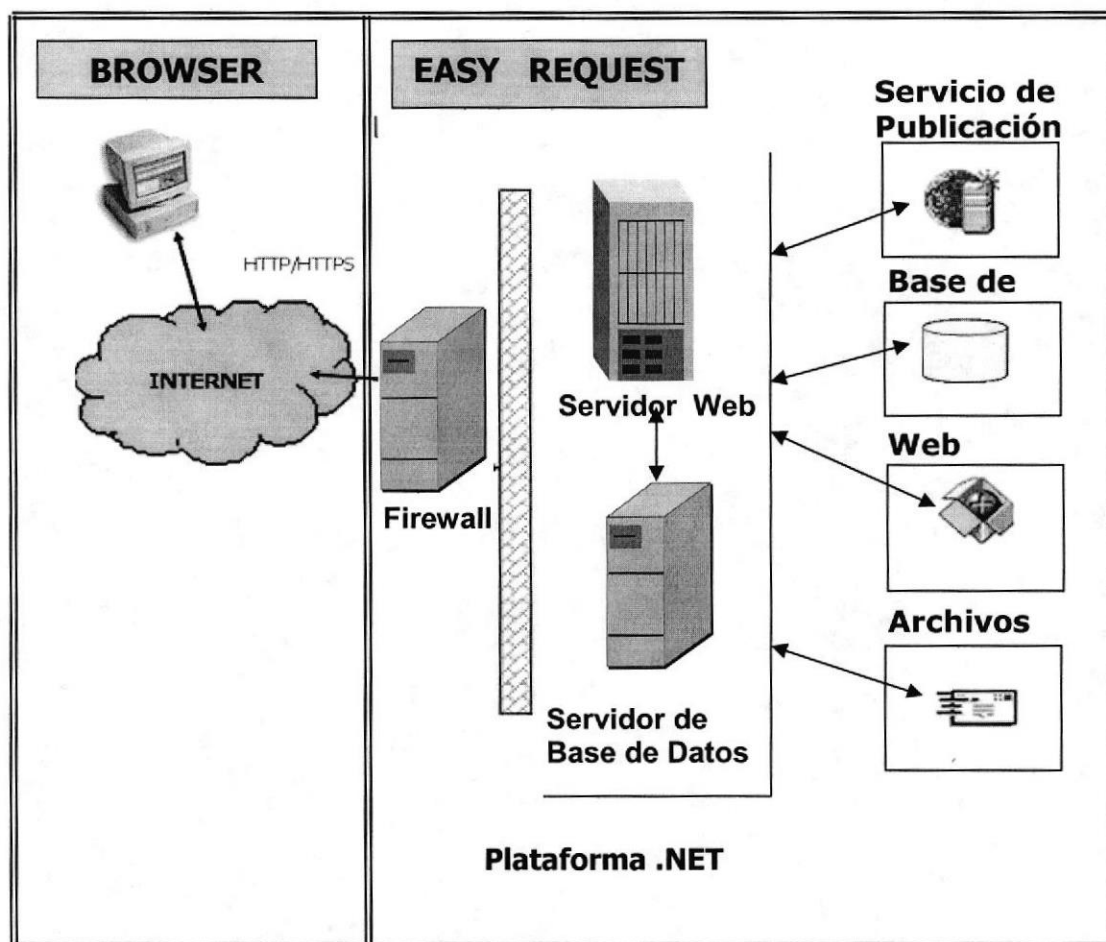 BROWSER
EASY REQUEST
Servicio de
Publicación
HTTP/HTTPS
Base de
INTERNET
Servidor Web
Web
Firewall
Archivos
Servidor de
Base de Datos
Plataforma .NET